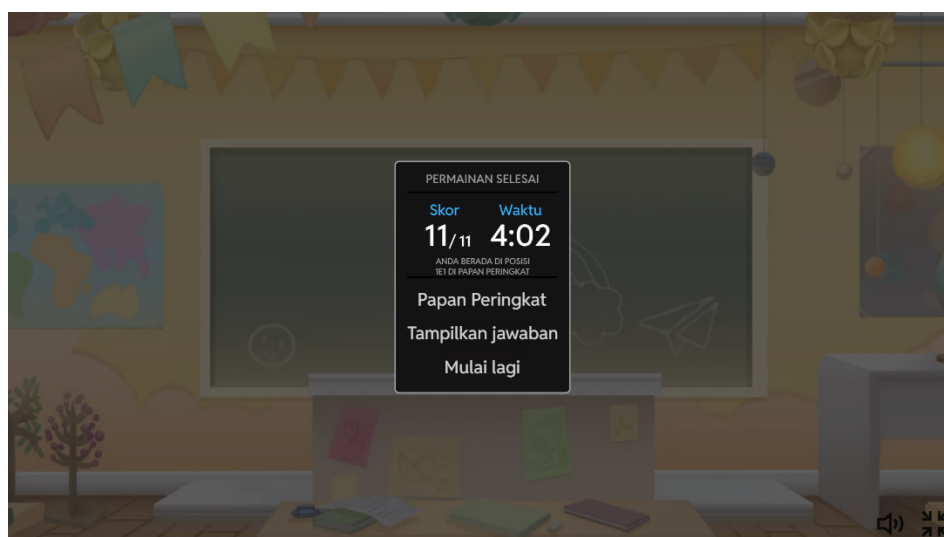 PERMAINAN SELESAI
Skor Waktu
11/11 4:02
ANDA BERADA DI POSISI
1E1 DI PAPAN PERINGKAT
Papan Peringkat
Tampilkan jawaban
Mulai lagi